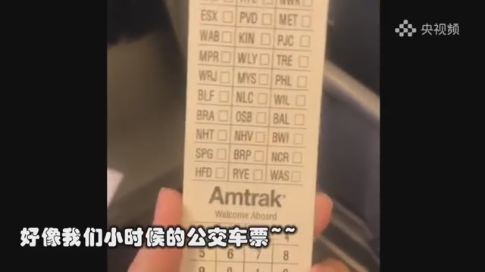 央视频
ESX PVD MET
WAB KIN PJC
MPR WLY TRE
WRJ MYS PHL
BLF NLC WIL
BRA OSB BAL
NHT NHV BWI
SPG BRP NCR
HFD RYE WAS
Amtrak
Welcome Aboard
4
5 6 7 8
好像我们小时候的公交车票~~